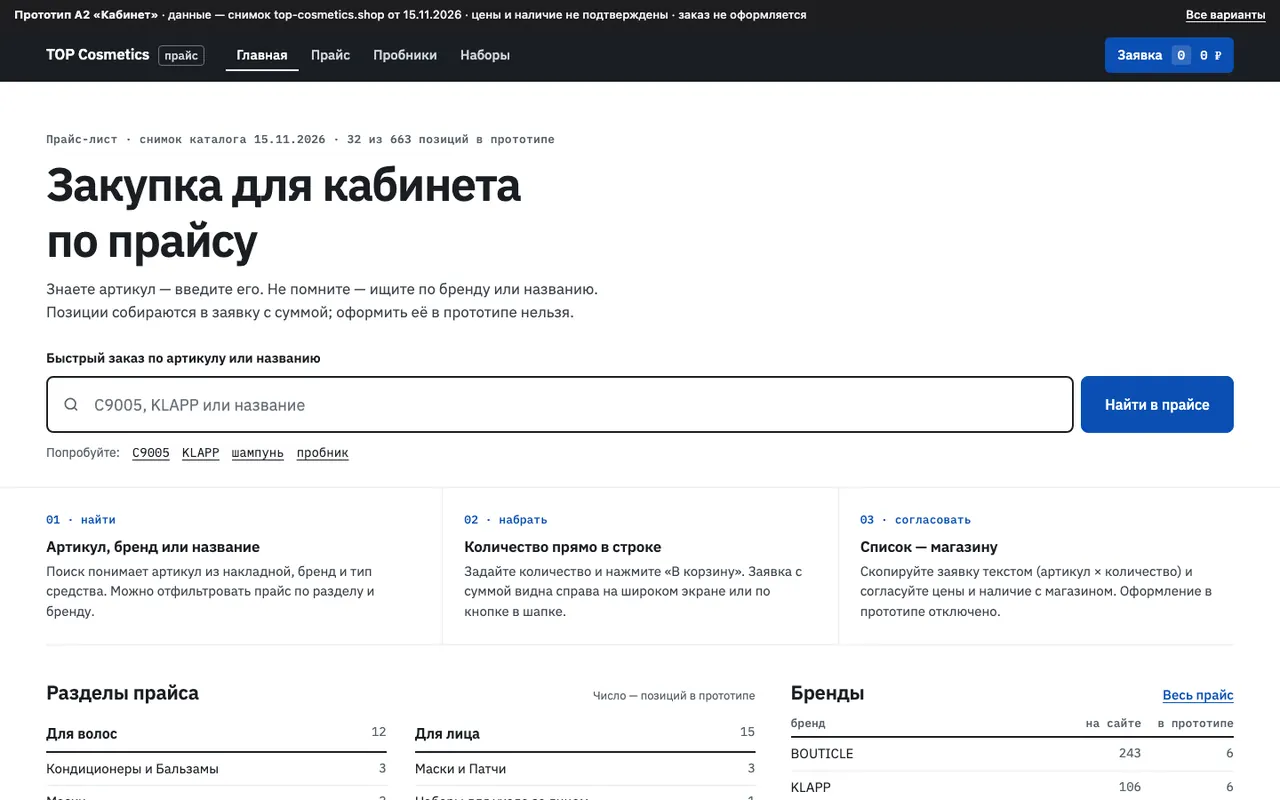 Прототип A2 «Кабинет» · данные — снимок top-cosmetics.shop от 15.11.2026 · цены и наличие не подтверждены · заказ не оформляется
Все варианты
TOP Cosmetics прайс Главная Прайс Пробники Наборы Заявка 0 0 ₽
Прайс-лист · снимок каталога 15.11.2026 · 32 из 663 позиций в прототипе
Закупка для кабинета
по прайсу
Знаете артикул — введите его. Не помните — ищите по бренду или названию.
Позиции собираются в заявку с суммой; оформить её в прототипе нельзя.
Быстрый заказ по артикулу или названию
C9005, KLAPP или название
Найти в прайсе
Попробуйте: C9005 KLAPP шампунь пробник
01 · найти
Артикул, бренд или название
Поиск понимает артикул из накладной, бренд и тип
средства. Можно отфильтровать прайс по разделу и
бренду.
02 · набрать
Количество прямо в строке
Задайте количество и нажмите «В корзину». Заявка с
суммой видна справа на широком экране или по
кнопке в шапке.
03 · согласовать
Список — магазину
Скопируйте заявку текстом (артикул × количество) и
согласуйте цены и наличие с магазином. Оформление в
прототипе отключено.
Разделы прайса
Число — позиций в прототипе
Для волос 12
Кондиционеры и Бальзамы 3
Для лица 15
Маски и Патчи 3
Бренды
Весь прайс
бренд на сайте в прототипе
BOUTICLE 243 6
KLAPP 106 6